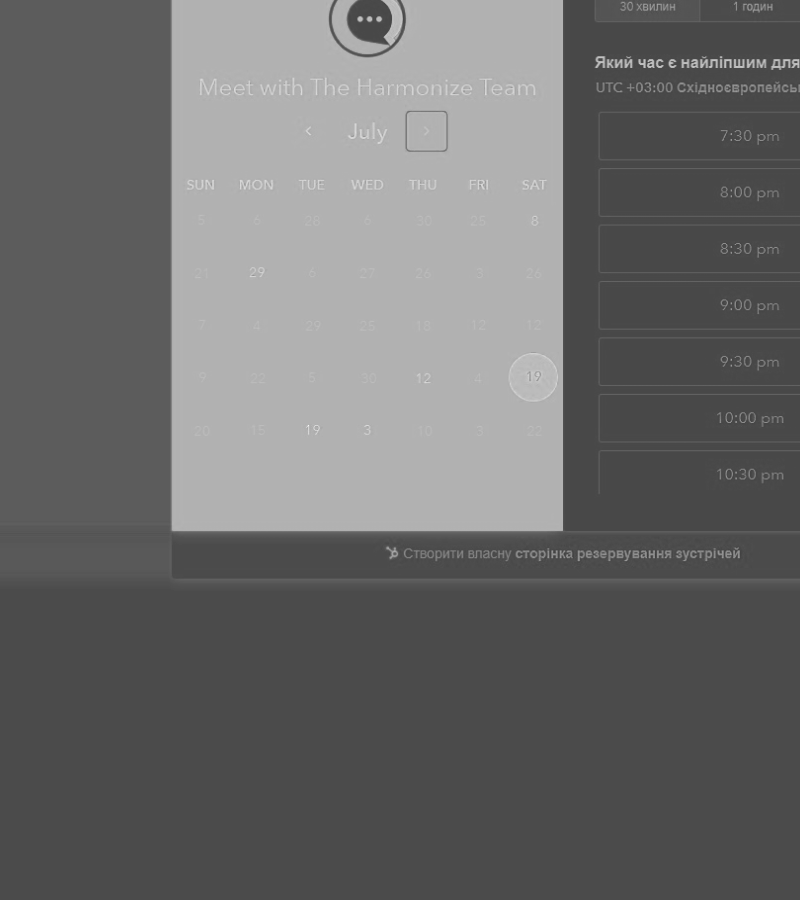 Meet with The Harmonize Team
July
SUN MON TUE WED THU FRI SAT
5 6 28 6 30 25 8
21 29 6 27 26 3 26
7 4 29 25 18 12 12
9 22 5 30 12 4 19
20 15 19 3 10 3 22
30 хвилин 1 годин
Який час є найліпшим для
UTC +03:00
7:30 pm
8:00 pm
8:30 pm
9:00 pm
9:30 pm
10:00 pm
10:30 pm
Створити власну сторінка резервування зустрічей